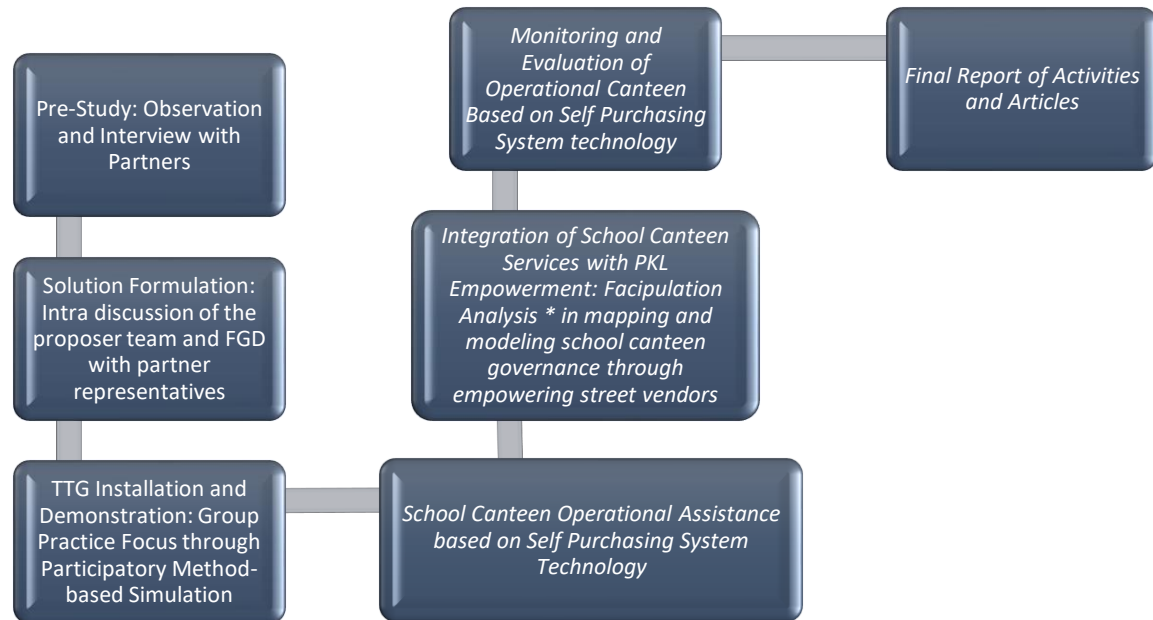 Pre-Study: Observation
and Interview with
Partners
Solution Formulation:
Intra discussion of the
proposer team and FGD
with partner
representatives
TTG Installation and
Demonstration: Group
Practice Focus through
Participatory Method-
based Simulation
School Canteen Operational Assistance
based on Self Purchasing System
Technology
Integration of School Canteen
Services with PKL
Empowerment: Facipulation
Analysis * in mapping and
modeling school canteen
governance through
empowering street vendors
Monitoring and
Evaluation of
Operational Canteen
Based on Self Purchasing
System technology
Final Report of Activities
and Articles